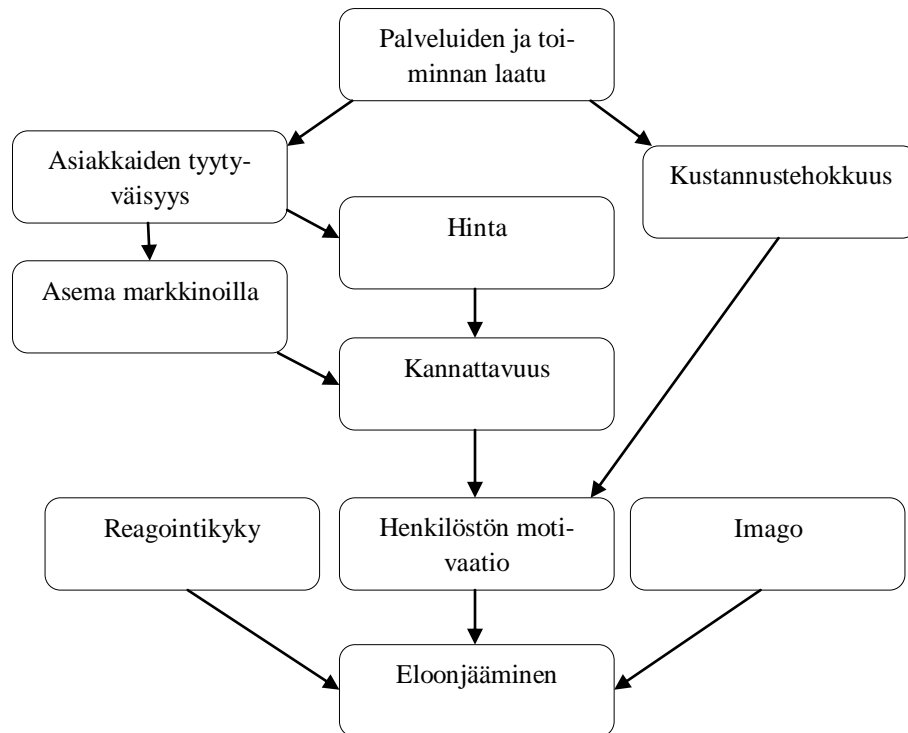 Palveluiden ja toi-
minnan laatu
Asiakkaiden tyyty-
väisyys
Kustannustehokkuus
Hinta
Asema markkinoilla
Kannattavuus
Reagointikyky
Henkilöstön moti-
vaatio
Imago
Eloonjääminen